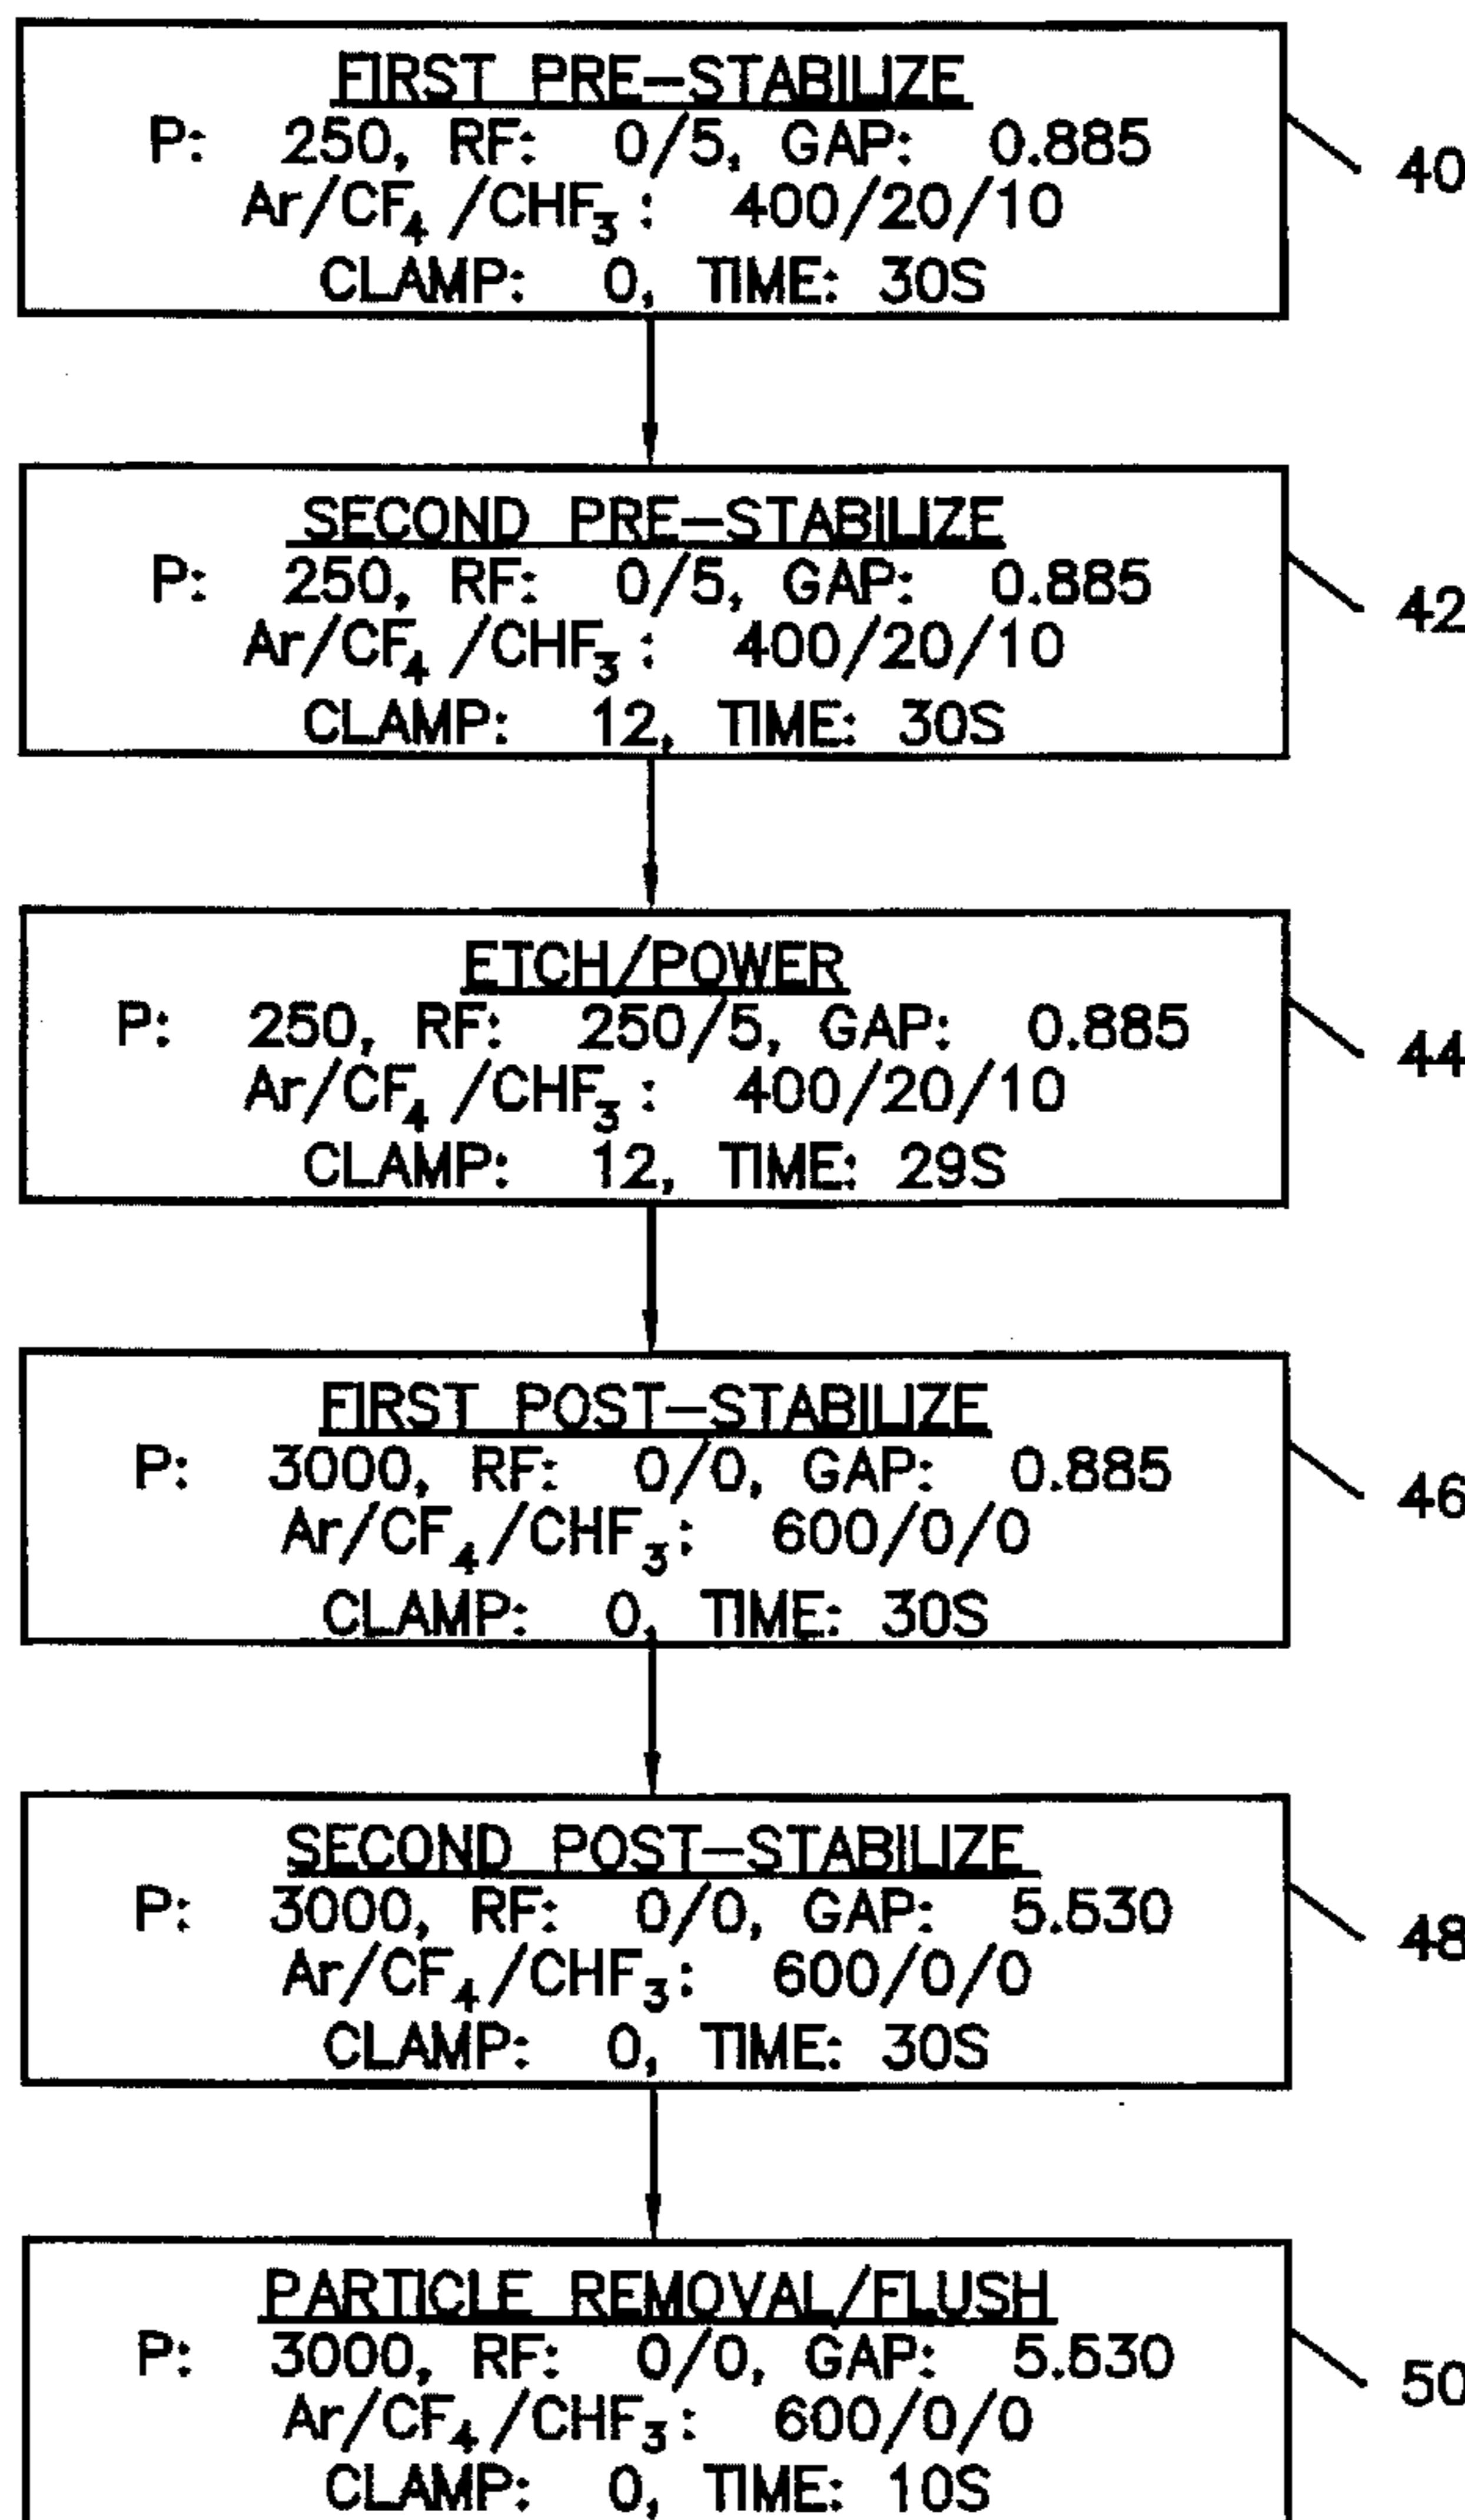 FIRST PRE-STABILIZE
P: 250, RF: 0/5, GAP: 0.885
40
Ar/CF4/CHF3: 400/20/10
CLAMP: 0, TIME: 30S
SECOND PRE-STABILIZE
P: 250, RF: 0/5, GAP: 0.885
42
Ar/CF4/CHF3: 400/20/10
CLAMP: 12, TIME: 30S
ETCH/POWER
P: 250, RF: 250/5, GAP: 0.885
44
Ar/CF4/CHF3: 400/20/10
CLAMP: 12, TIME: 29S
FIRST POST-STABILIZE
P: 3000, RF: 0/0, GAP: 0.885
46
Ar/CF4/CHF3: 600/0/0
CLAMP: 0, TIME: 30S
SECOND POST-STABILIZE
P: 3000, RF: 0/0, GAP: 5.530
48
Ar/CF4/CHF3: 600/0/0
CLAMP: 0, TIME: 30S
PARTICLE REMOVAL/FLUSH
P: 3000, RF: 0/0, GAP: 5.530
50
Ar/CF4/CHF3: 600/0/0
CLAMP: 0, TIME: 10S